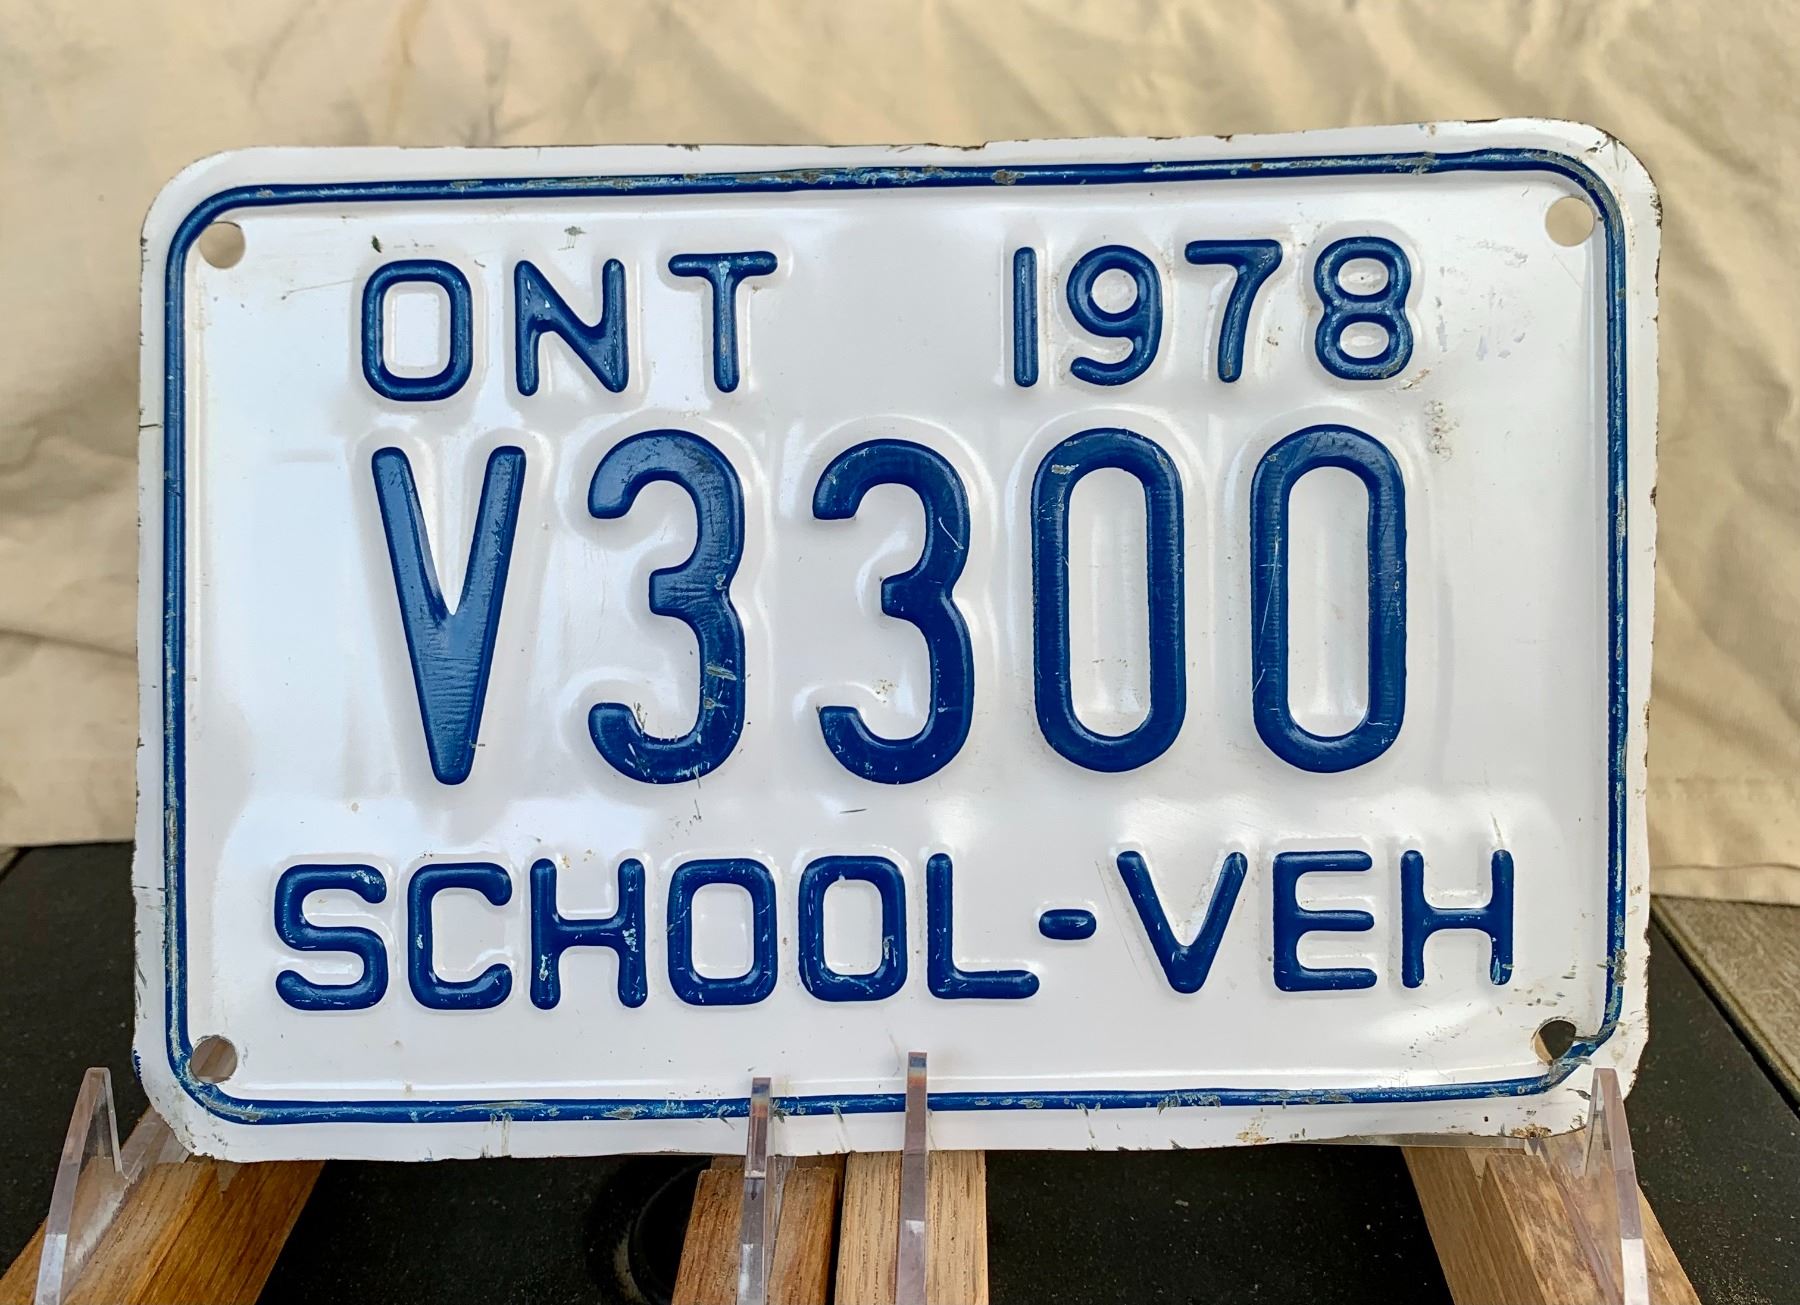 ONT 1978
V3300
SCHOOL-VEH